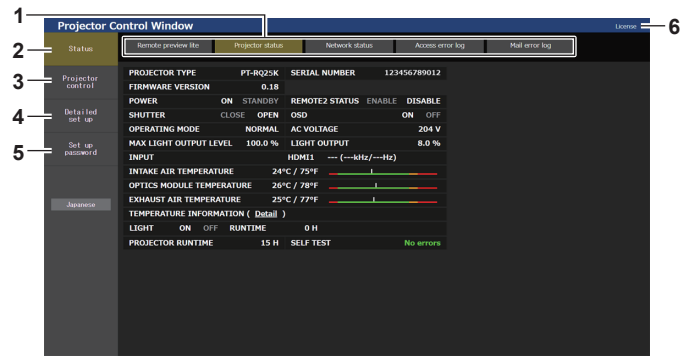 1
Projector Control Window
License
6
2
Status
Remote preview lite
Projector status
Network status
Access error log
Mail error log
3
Projector
control
4
Detailed
set up
5
Set up
password
Japanese
PROJECTOR TYPE PT-RQ25K SERIAL NUMBER 123456789012
FIRMWARE VERSION 0.18
POWER ON STANDBY REMOTE2 STATUS ENABLE DISABLE
SHUTTER CLOSE OPEN OSD ON OFF
OPERATING MODE NORMAL AC VOLTAGE 204 V
MAX LIGHT OUTPUT LEVEL 100.0 % LIGHT OUTPUT 8.0 %
INPUT HDMI1 --- (---kHz/---Hz)
INTAKE AIR TEMPERATURE 24°C / 75°F
OPTICS MODULE TEMPERATURE 26°C / 78°F
EXHAUST AIR TEMPERATURE 25°C / 77°F
TEMPERATURE INFORMATION ( Detail )
LIGHT ON OFF RUNTIME 0 H
PROJECTOR RUNTIME 15 H SELF TEST No errors